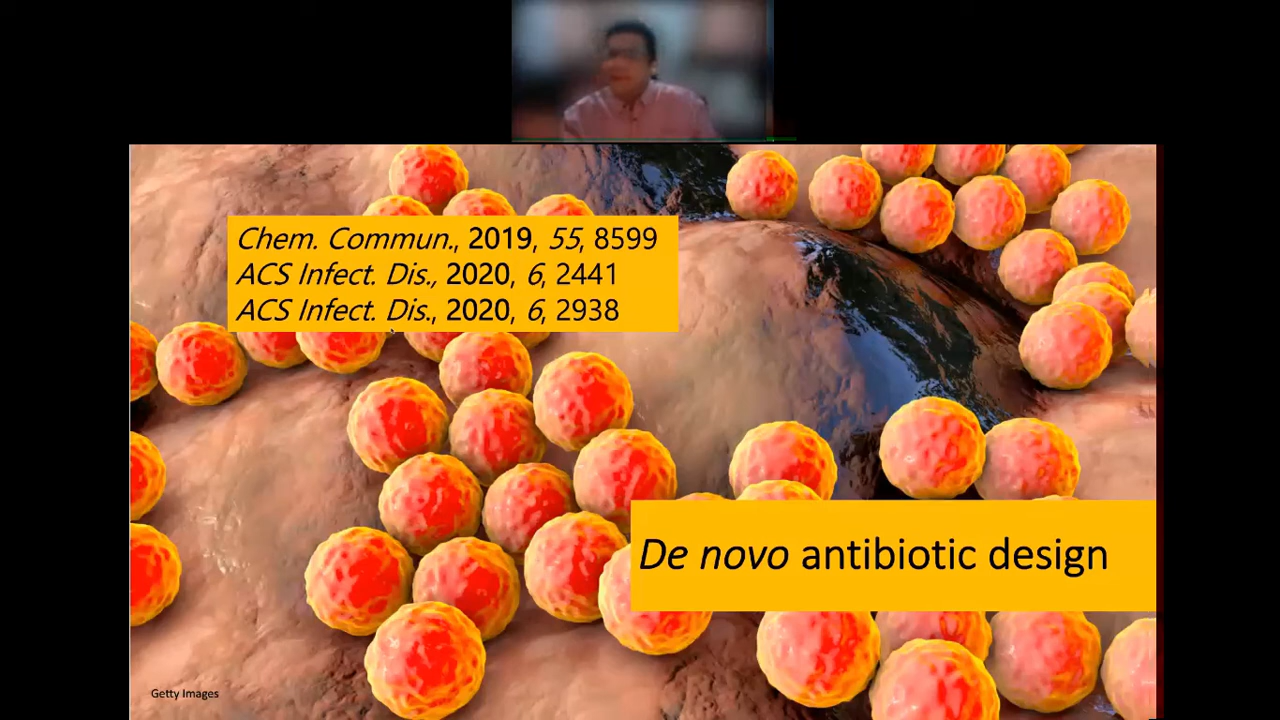 Chem. Commun., 2019, 55, 8599
ACS Infect. Dis., 2020, 6, 2441
ACS Infect. Dis., 2020, 6, 2938
De novo antibiotic design
Getty Images